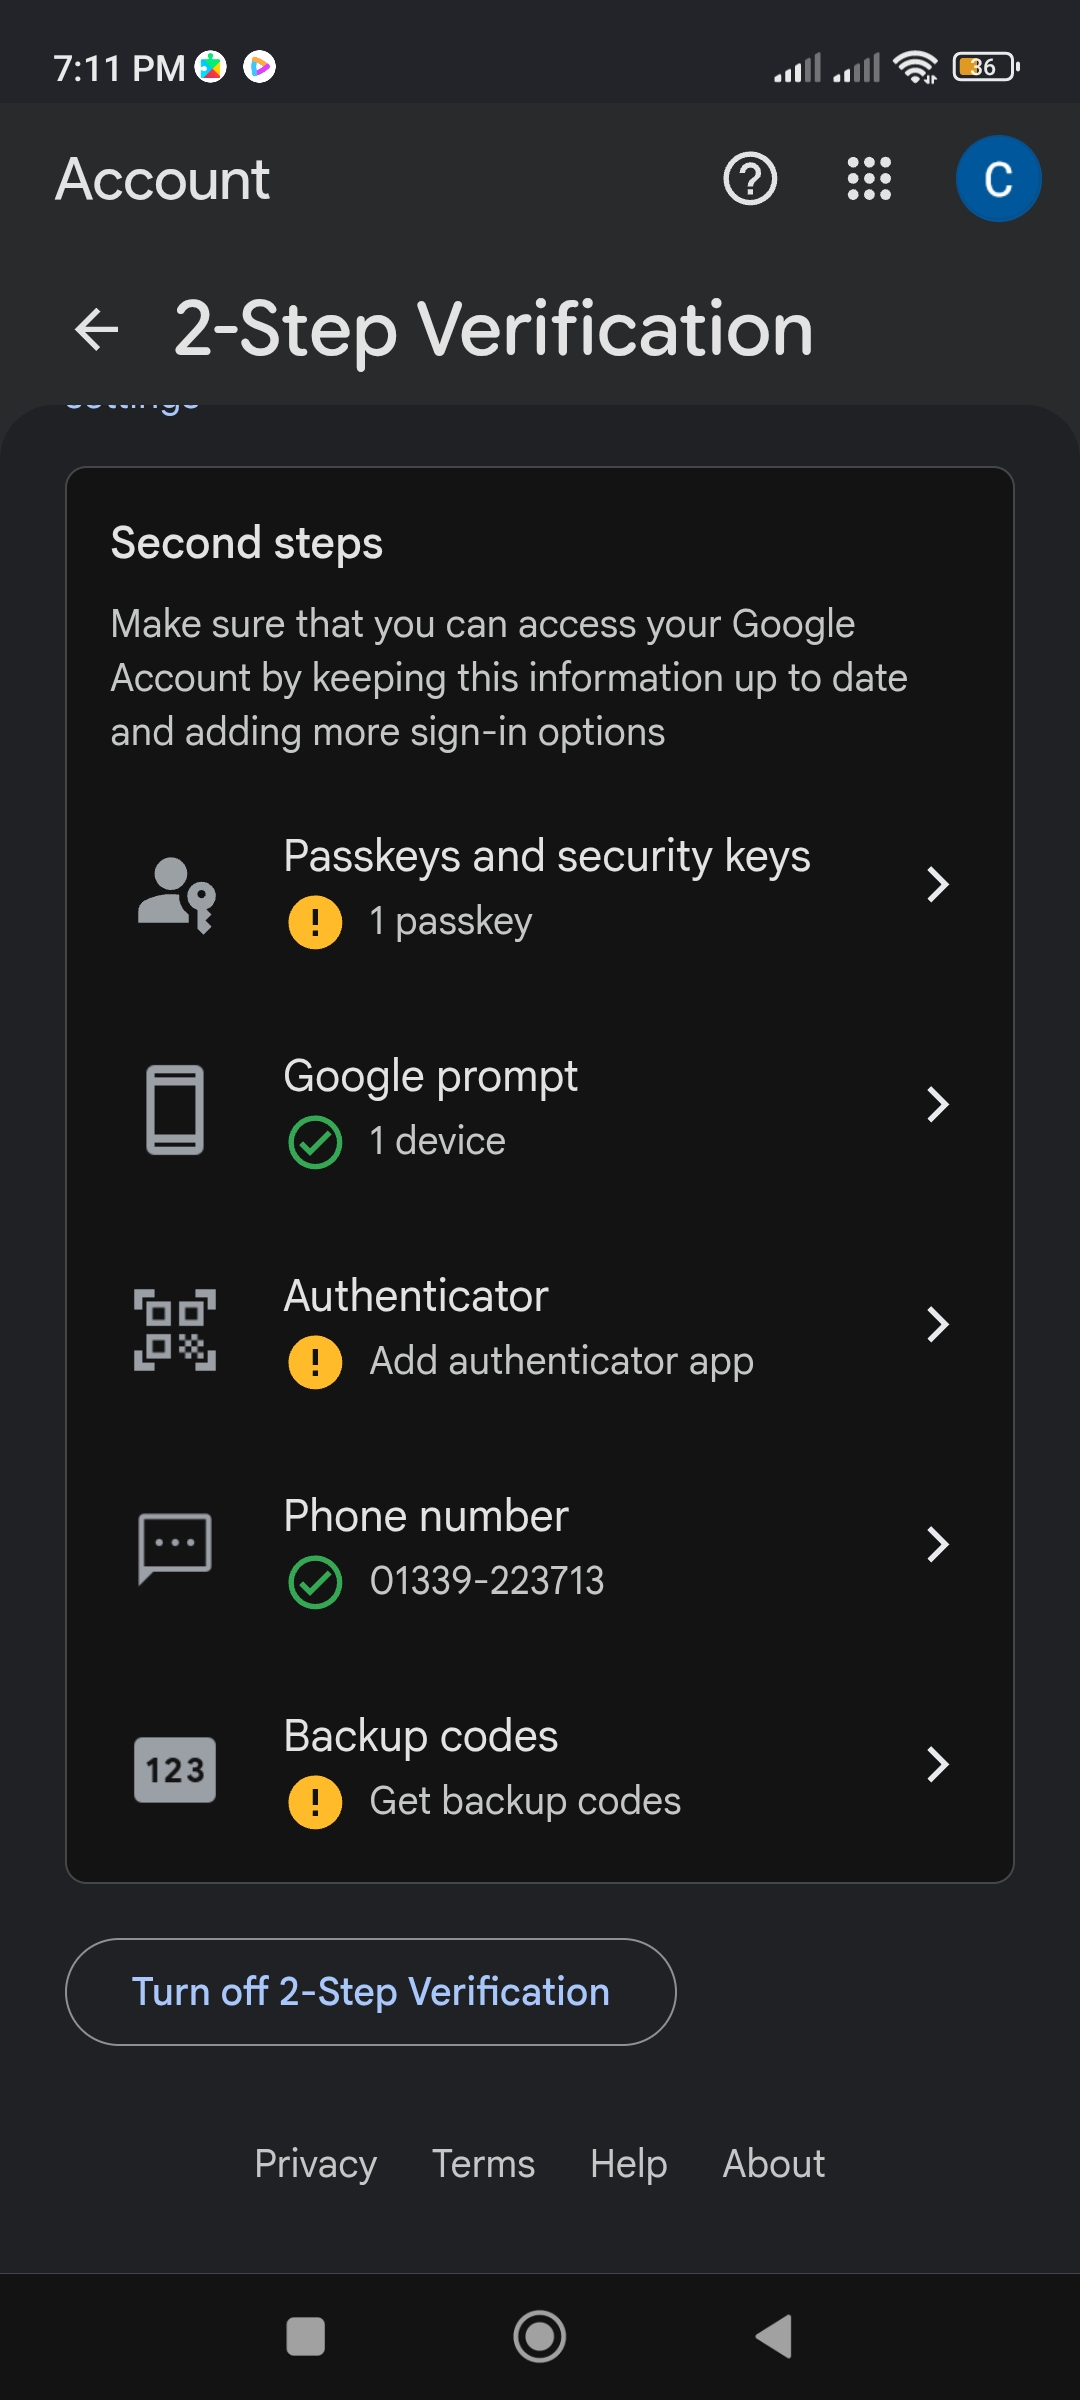 7:11 PM
36
Account
C
2-Step Verification
settings
Second steps
Make sure that you can access your Google
Account by keeping this information up to date
and adding more sign-in options
Passkeys and security keys
1 passkey
Google prompt
1 device
Authenticator
Add authenticator app
Phone number
01339-223713
123
Backup codes
Get backup codes
Turn off 2-Step Verification
Privacy Terms Help About